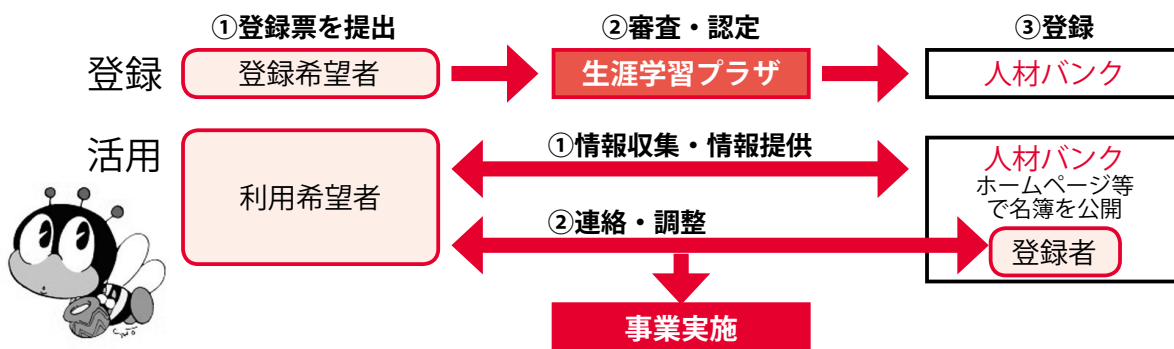 ①登録票を提出
②審査・認定
③登録
登録
登録希望者
生涯学習プラザ
人材バンク
活用
利用希望者
①情報収集・情報提供
人材バンク
ホームページ等
で名簿を公開
②連絡・調整
登録者
事業実施